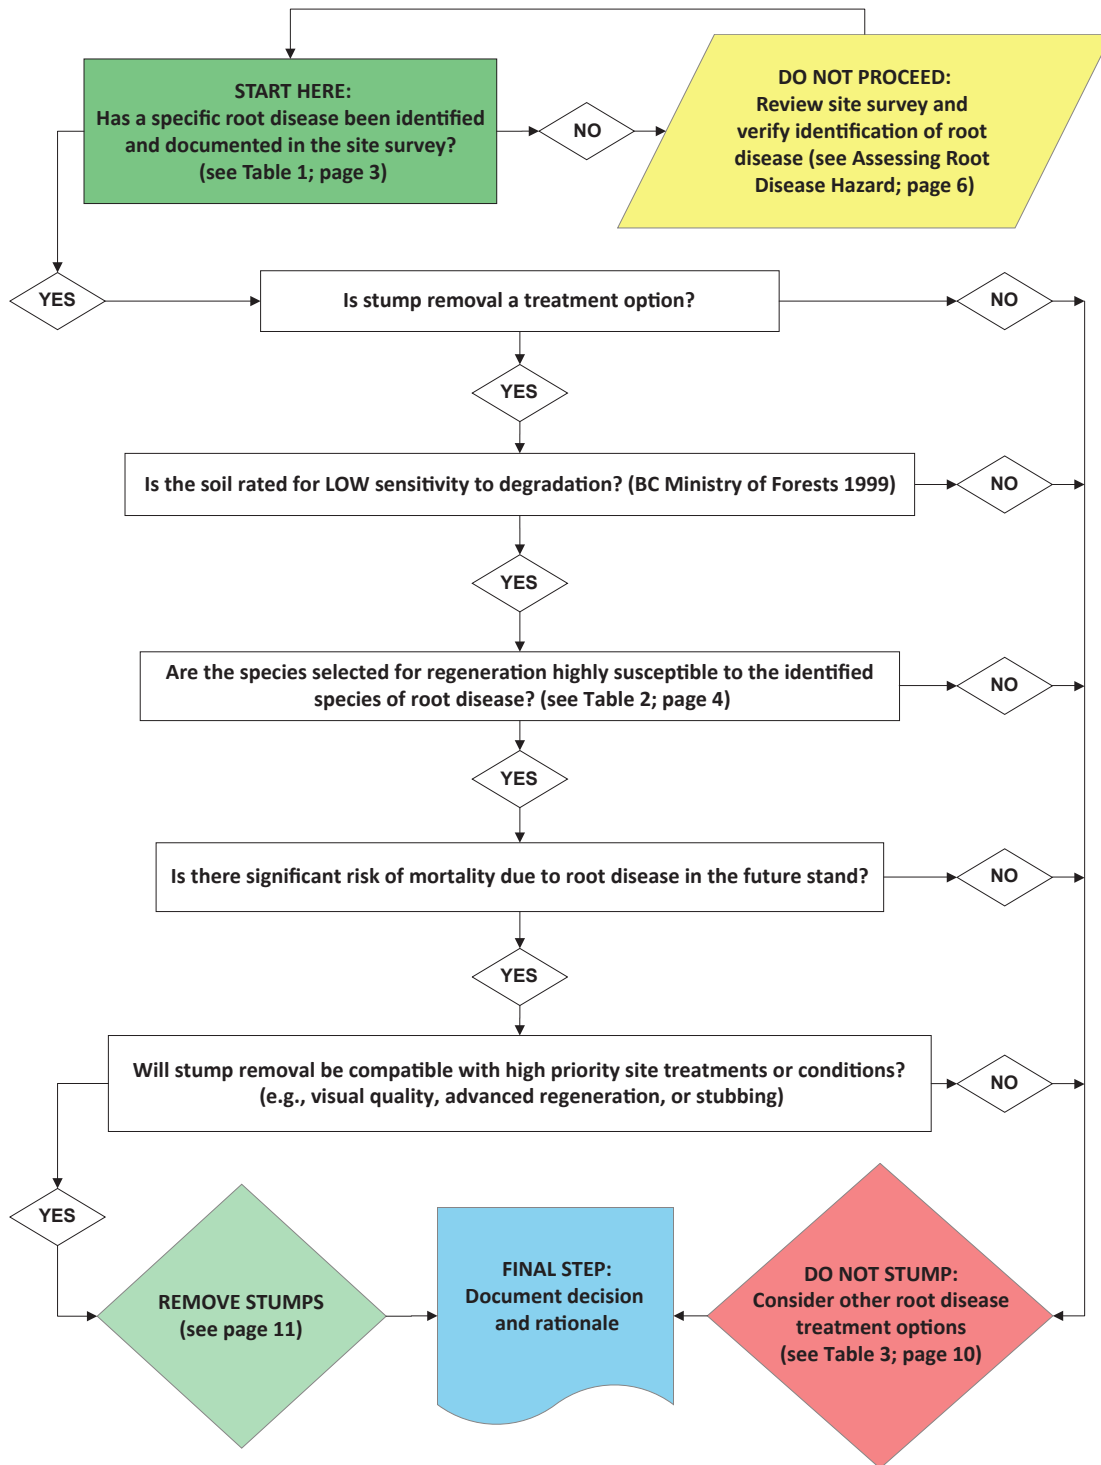 START HERE:
Has a specific root disease been identified
and documented in the site survey?
(see Table 1; page 3)
NO
DO NOT PROCEED:
Review site survey and
verify identification of root
disease (see Assessing Root
Disease Hazard; page 6)
YES
Is stump removal a treatment option?
NO
YES
Is the soil rated for LOW sensitivity to degradation? (BC Ministry of Forests 1999)
NO
YES
Are the species selected for regeneration highly susceptible to the identified
species of root disease? (see Table 2; page 4)
NO
YES
Is there significant risk of mortality due to root disease in the future stand?
NO
YES
Will stump removal be compatible with high priority site treatments or conditions?
(e.g., visual quality, advanced regeneration, or stubbing)
NO
YES
REMOVE STUMPS
(see page 11)
FINAL STEP:
Document decision
and rationale
DO NOT STUMP:
Consider other root disease
treatment options
(see Table 3; page 10)